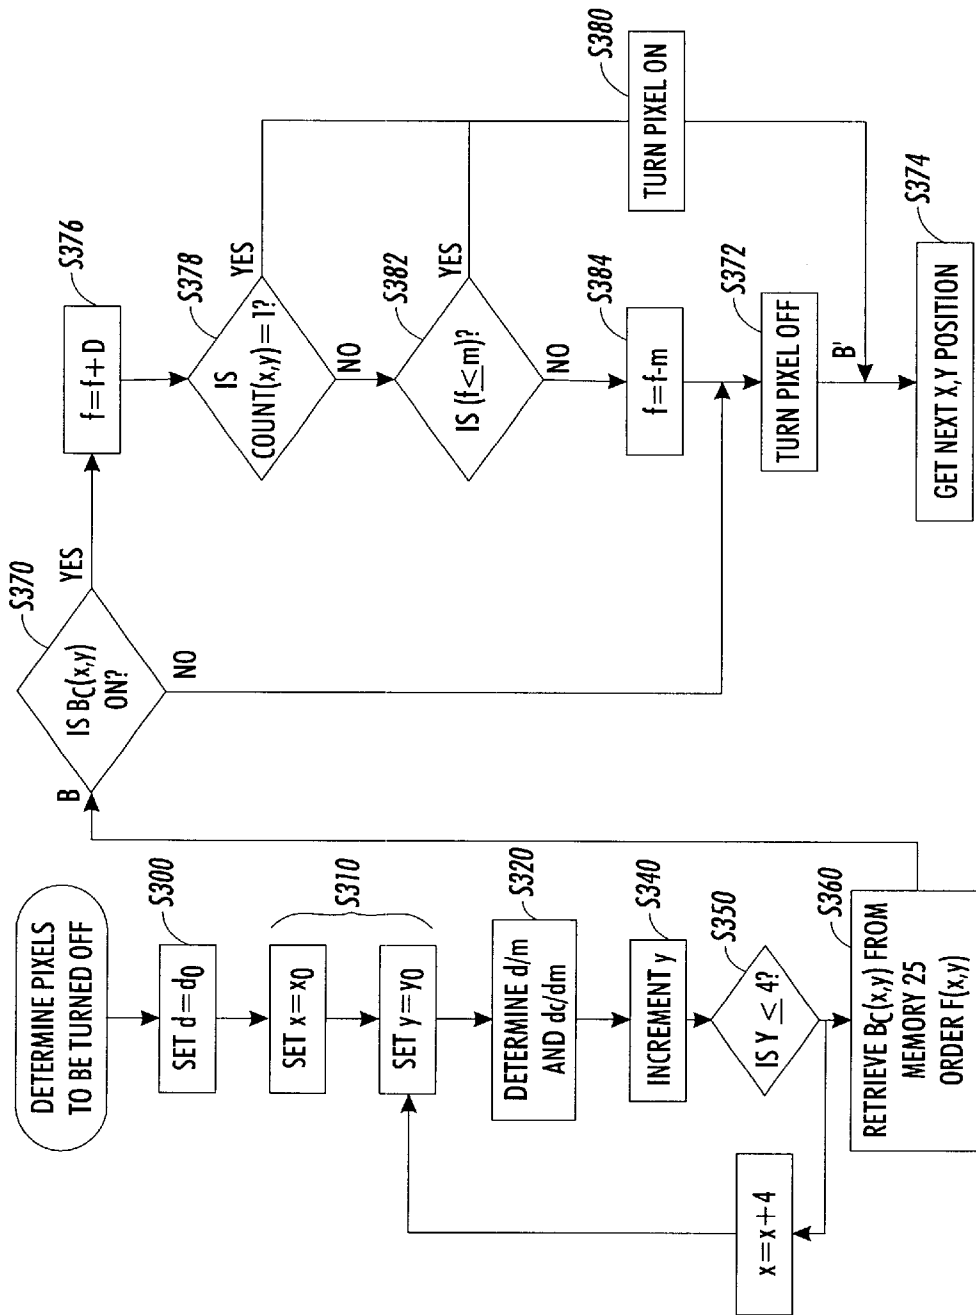 DETERMINE PIXELS
TO BE TURNED OFF
S300
SET d=d0
S310
SET x=x0
SET y=y0
S320
DETERMINE d/m
AND dc/dm
S340
INCREMENT y
S350
IS Y ≤ 4?
x=x+4
S360
RETRIEVE BC(x,y) FROM
MEMORY 25
ORDER F(x,y)
B
S370
IS BC(x,y)
ON?
YES
NO
S376
f=f+D
S378
IS
COUNT(x,y)=1?
YES
NO
S382
IS (f≤m)?
YES
NO
S384
f=f-m
S380
TURN PIXEL ON
S372
TURN PIXEL OFF
B'
S374
GET NEXT X,Y POSITION